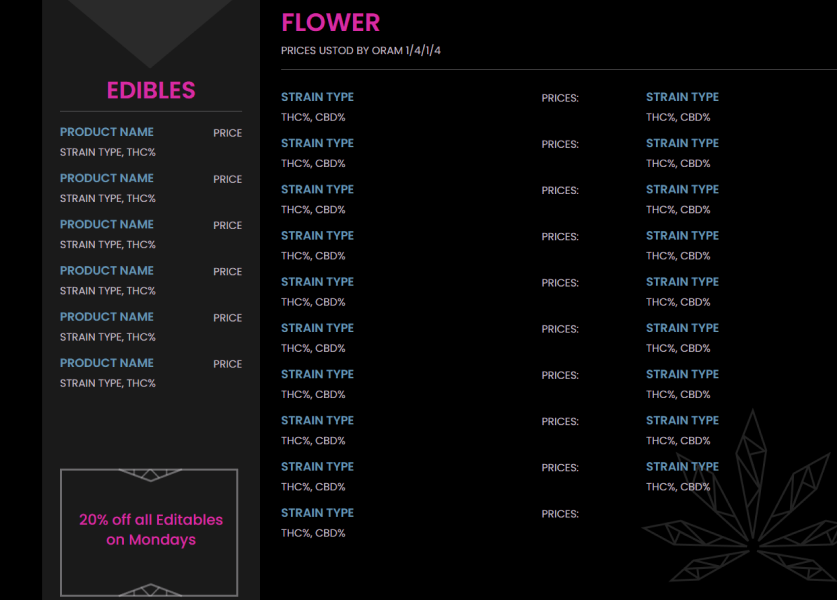 EDIBLES
PRODUCT NAME PRICE
STRAIN TYPE, THC%
PRODUCT NAME PRICE
STRAIN TYPE, THC%
PRODUCT NAME PRICE
STRAIN TYPE, THC%
PRODUCT NAME PRICE
STRAIN TYPE, THC%
PRODUCT NAME PRICE
STRAIN TYPE, THC%
PRODUCT NAME PRICE
STRAIN TYPE, THC%
20% off all Editables
on Mondays
FLOWER
PRICES USTOD BY ORAM 1/4/1/4
STRAIN TYPE PRICES:
THC%, CBD%
STRAIN TYPE PRICES:
THC%, CBD%
STRAIN TYPE PRICES:
THC%, CBD%
STRAIN TYPE PRICES:
THC%, CBD%
STRAIN TYPE PRICES:
THC%, CBD%
STRAIN TYPE PRICES:
THC%, CBD%
STRAIN TYPE PRICES:
THC%, CBD%
STRAIN TYPE PRICES:
THC%, CBD%
STRAIN TYPE PRICES:
THC%, CBD%
STRAIN TYPE PRICES:
THC%, CBD%
STRAIN TYPE
THC%, CBD%
STRAIN TYPE
THC%, CBD%
STRAIN TYPE
THC%, CBD%
STRAIN TYPE
THC%, CBD%
STRAIN TYPE
THC%, CBD%
STRAIN TYPE
THC%, CBD%
STRAIN TYPE
THC%, CBD%
STRAIN TYPE
THC%, CBD%
STRAIN TYPE
THC%, CBD%